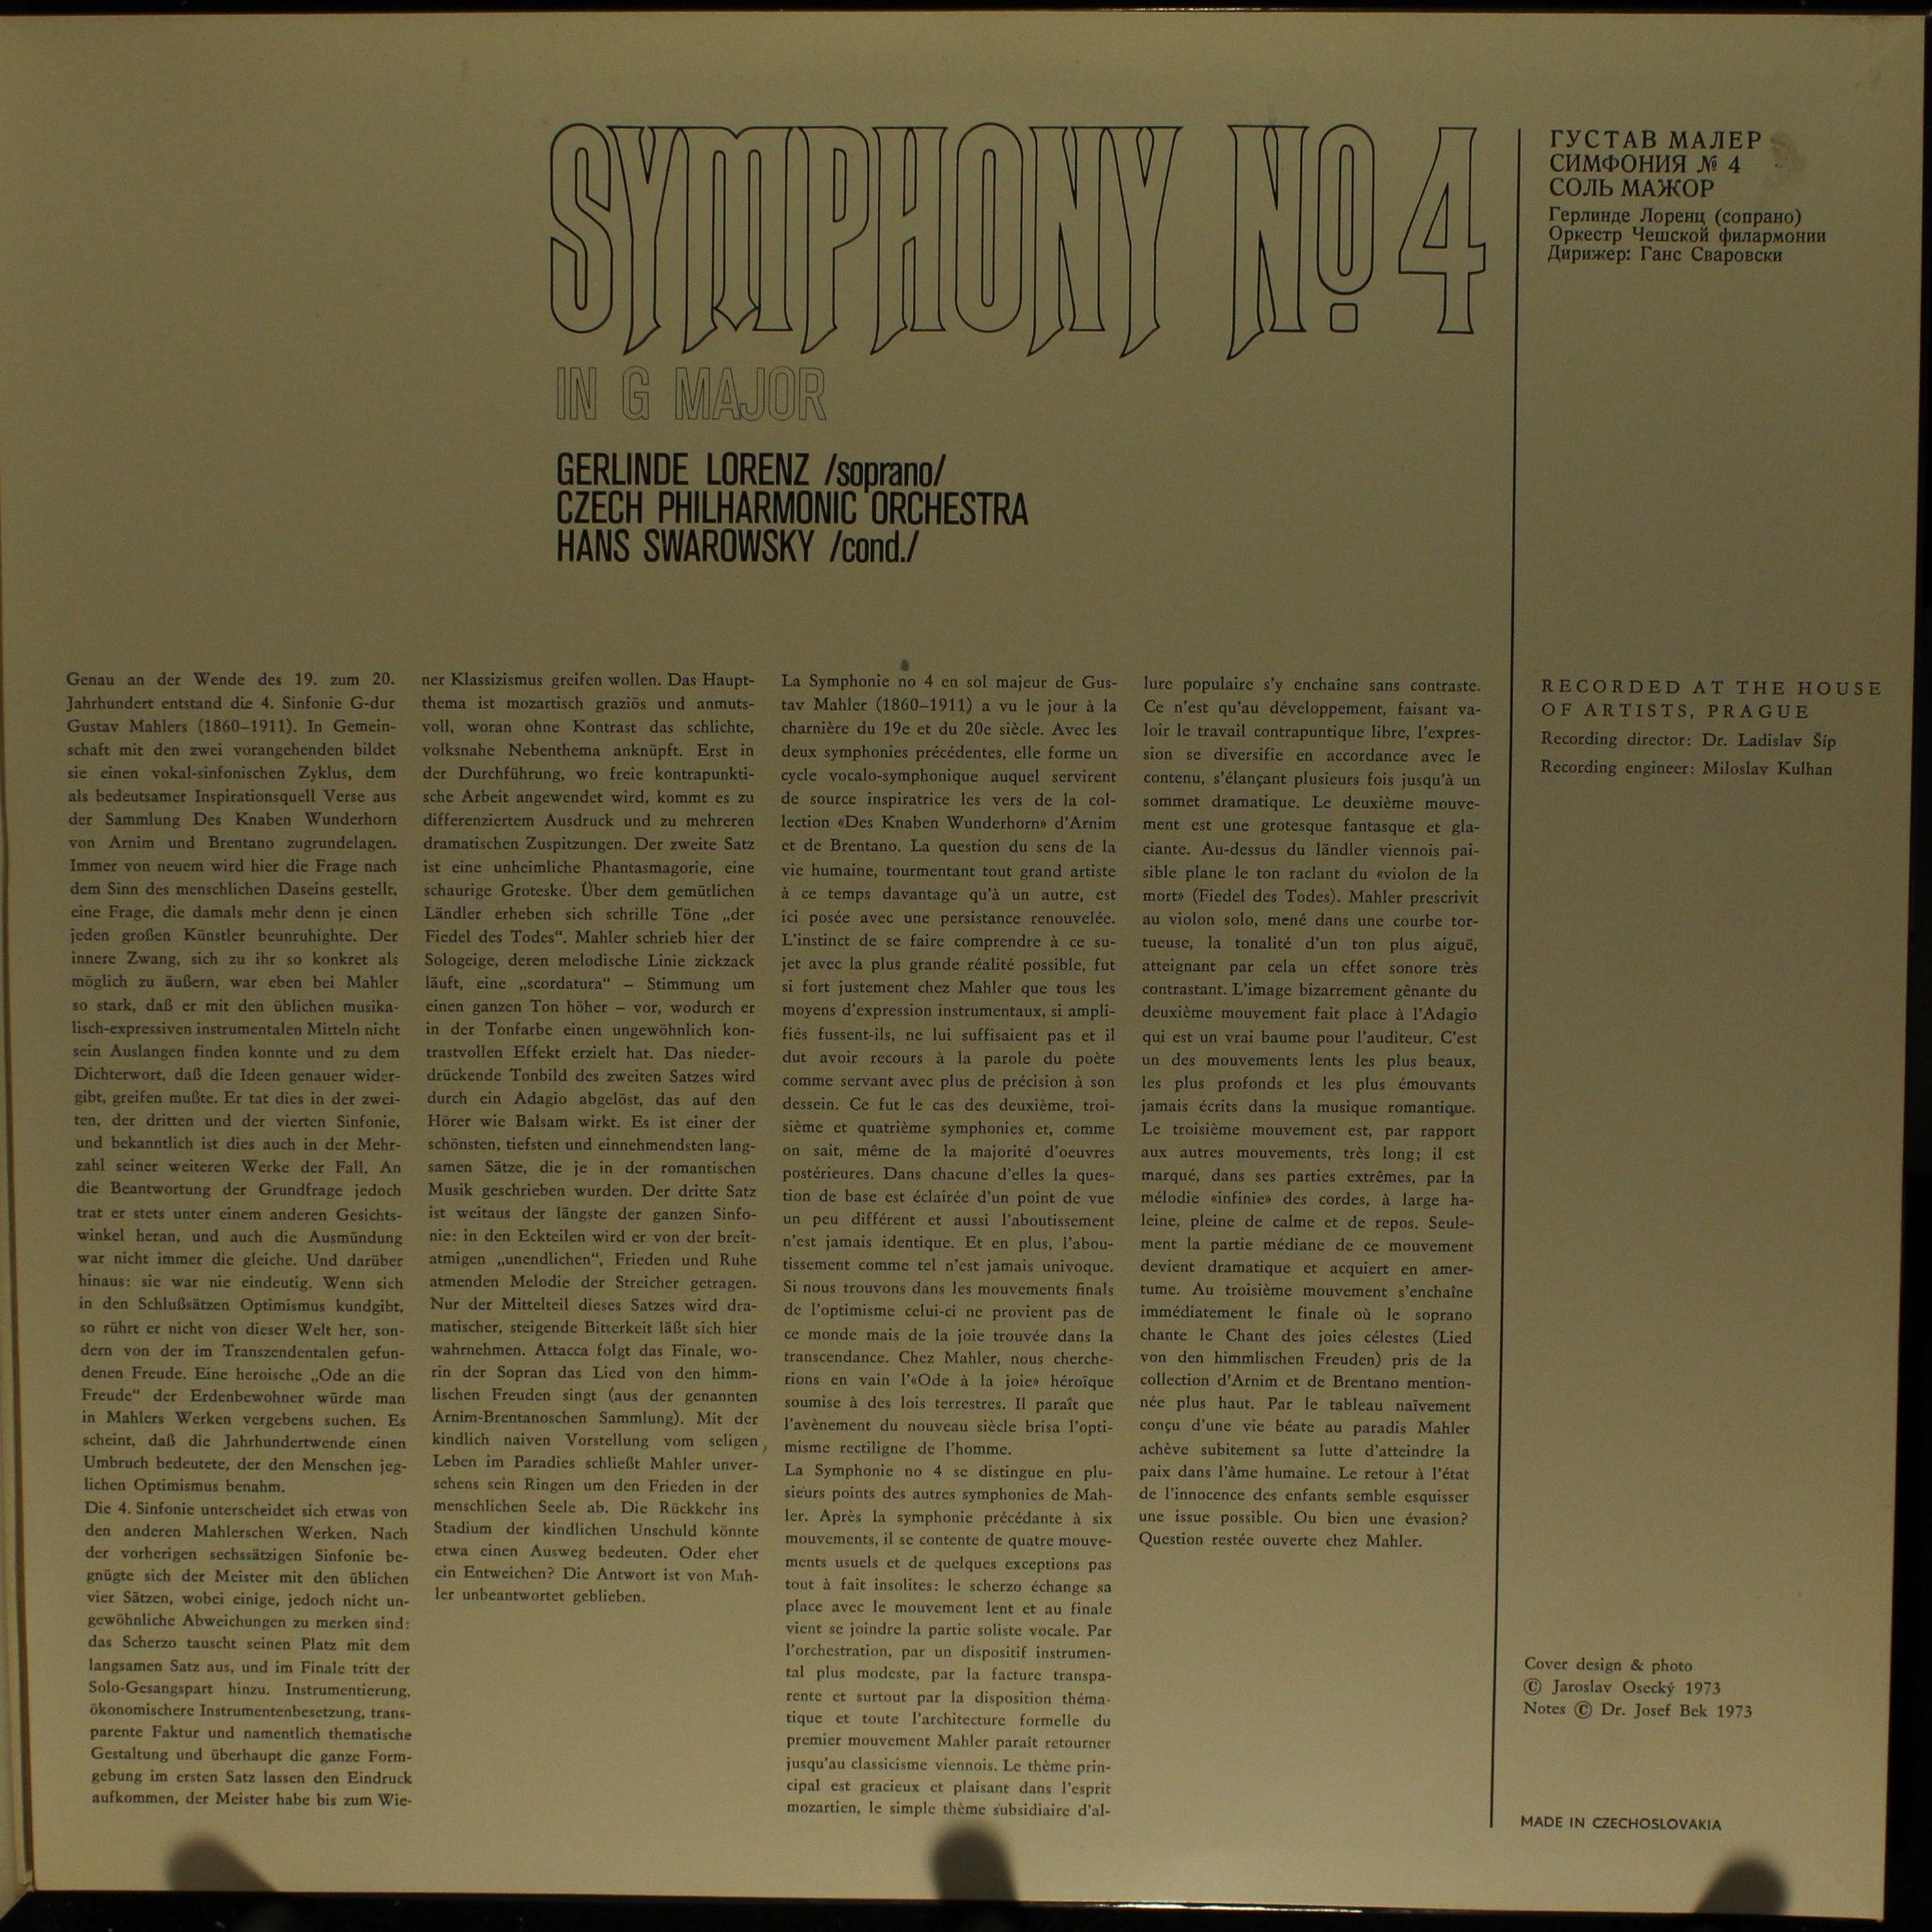 SYMPHONY No 4
IN G MAJOR
GERLINDE LORENZ /soprano/
CZECH PHILHARMONIC ORCHESTRA
HANS SWAROWSKY /cond./
ГУСТАВ МАЛЕР
СИМФОНИЯ № 4
СОЛЬ МАЖОР
Герлинде Лоренц (сопрано)
Оркестр Чешской филармонии
Дирижер: Ганс Сваровски
Genau an der Wende des 19. zum 20.
Jahrhundert entstand die 4. Sinfonie G-dur
Gustav Mahlers (1860–1911). In Gemein-
schaft mit den zwei vorangehenden bildet
sie einen vokal-sinfonischen Zyklus, dem
als bedeutsamer Inspirationsquell Verse aus
der Sammlung Des Knaben Wunderhorn
von Arnim und Brentano zugrundelagen.
Immer von neuem wird hier die Frage nach
dem Sinn des menschlichen Daseins gestellt,
eine Frage, die damals mehr denn je einen
jeden großen Künstler beunruhighte. Der
innere Zwang, sich zu ihr so konkret als
möglich zu äußern, war eben bei Mahler
so stark, daß er mit den üblichen musika-
lisch-expressiven instrumentalen Mitteln nicht
sein Auslangen finden konnte und zu dem
Dichterwort, daß die Ideen genauer wider-
gibt, greifen mußte. Er tat dies in der zwei-
ten, der dritten und der vierten Sinfonie,
und bekanntlich ist dies auch in der Mehr-
zahl seiner weiteren Werke der Fall. An
die Beantwortung der Grundfrage jedoch
trat er stets unter einem anderen Gesichts-
winkel heran, und auch die Ausmündung
war nicht immer die gleiche. Und darüber
hinaus: sie war nie eindeutig. Wenn sich
in den Schlußsätzen Optimismus kundgibt,
so rührt er nicht von dieser Welt her, son-
dern von der im Transzendentalen gefun-
denen Freude. Eine heroische „Ode an die
Freude“ der Erdenbewohner würde man
in Mahlers Werken vergebens suchen. Es
scheint, daß die Jahrhundertwende einen
Umbruch bedeutete, der den Menschen jeg-
lichen Optimismus benahm.
Die 4. Sinfonie unterscheidet sich etwas von
den anderen Mahlerschen Werken. Nach
der vorherigen sechssätzigen Sinfonie be-
gnügte sich der Meister mit den üblichen
vier Sätzen, wobei einige, jedoch nicht un-
gewöhnliche Abweichungen zu merken sind:
das Scherzo tauscht seinen Platz mit dem
langsamen Satz aus, und im Finale tritt der
Solo-Gesangspart hinzu. Instrumentierung,
ökonomischere Instrumentenbesetzung, trans-
parente Faktur und namentlich thematische
Gestaltung und überhaupt die ganze Form-
gebung im ersten Satz lassen den Eindruck
aufkommen, der Meister habe bis zum Wie-
ner Klassizismus greifen wollen. Das Haupt-
thema ist mozartisch graziös und anmuts-
voll, woran ohne Kontrast das schlichte,
volksnahe Nebenthema anknüpft. Erst in
der Durchführung, wo freie kontrapunkti-
sche Arbeit angewendet wird, kommt es zu
differenziertem Ausdruck und zu mehreren
dramatischen Zuspitzungen. Der zweite Satz
ist eine unheimliche Phantasmagorie, eine
schaurige Groteske. Über dem gemütlichen
Ländler erheben sich schrille Töne „der
Fiedel des Todes“. Mahler schrieb hier der
Sologeige, deren melodische Linie zickzack
läuft, eine „scordatura“ – Stimmung um
einen ganzen Ton höher – vor, wodurch er
in der Tonfarbe einen ungewöhnlich kon-
trastvollen Effekt erzielt hat. Das nieder-
drückende Tonbild des zweiten Satzes wird
durch ein Adagio abgelöst, das auf den
Hörer wie Balsam wirkt. Es ist einer der
schönsten, tiefsten und einnehmendsten lang-
samen Sätze, die je in der romantischen
Musik geschrieben wurden. Der dritte Satz
ist weitaus der längste der ganzen Sinfo-
nie: in den Eckteilen wird er von der breit-
atmigen „unendlichen“, Frieden und Ruhe
atmenden Melodie der Streicher getragen.
Nur der Mittelteil dieses Satzes wird dra-
matischer, steigende Bitterkeit läßt sich hier
wahrnehmen. Attacca folgt das Finale, wo-
rin der Sopran das Lied von den himm-
lischen Freuden singt (aus der genannten
Arnim-Brentanoschen Sammlung). Mit der
kindlich naiven Vorstellung vom seligen
Leben im Paradies schließt Mahler unver-
sehens sein Ringen um den Frieden in der
menschlichen Seele ab. Die Rückkehr ins
Stadium der kindlichen Unschuld könnte
etwa einen Ausweg bedeuten. Oder eher
ein Entweichen? Die Antwort ist von Mah-
ler unbeantwortet geblieben.
La Symphonie no 4 en sol majeur de Gus-
tav Mahler (1860–1911) a vu le jour à la
charnière du 19e et du 20e siècle. Avec les
deux symphonies précédentes, elle forme un
cycle vocalo-symphonique auquel servirent
de source inspiratrice les vers de la col-
lection «Des Knaben Wunderhorn» d'Arnim
et de Brentano. La question du sens de la
vie humaine, tourmentant tout grand artiste
à ce temps davantage qu'à un autre, est
ici posée avec une persistance renouvelée.
L'instinct de se faire comprendre à ce su-
jet avec la plus grande réalité possible, fut
si fort justement chez Mahler que tous les
moyens d'expression instrumentaux, si ampli-
fiés fussent-ils, ne lui suffisaient pas et il
dut avoir recours à la parole du poète
comme servant avec plus de précision à son
dessein. Ce fut le cas des deuxième, troi-
sième et quatrième symphonies et, comme
on sait, même de la majorité d'oeuvres
postérieures. Dans chacune d'elles la ques-
tion de base est éclairée d'un point de vue
un peu différent et aussi l'aboutissement
n'est jamais identique. Et en plus, l'abou-
tissement comme tel n'est jamais univoque.
Si nous trouvons dans les mouvements finals
de l'optimisme celui-ci ne provient pas de
ce monde mais de la joie trouvée dans la
transcendance. Chez Mahler, nous cherche-
rions en vain l'«Ode à la joie» héroïque
soumise à des lois terrestres. Il paraît que
l'avènement du nouveau siècle brisa l'opti-
misme rectiligne de l'homme.
La Symphonie no 4 se distingue en plu-
sieurs points des autres symphonies de Mah-
ler. Après la symphonie précédante à six
mouvements, il se contente de quatre mouve-
ments usuels et de quelques exceptions pas
tout à fait insolites: le scherzo échange sa
place avec le mouvement lent et au finale
vient se joindre la partie soliste vocale. Par
l'orchestration, par un dispositif instrumen-
tal plus modeste, par la facture transpa-
rente et surtout par la disposition théma-
tique et toute l'architecture formelle du
premier mouvement Mahler paraît retourner
jusqu'au classicisme viennois. Le thème prin-
cipal est gracieux et plaisant dans l'esprit
mozartien, le simple thème subsidiaire d'al-
lure populaire s'y enchaîne sans contraste.
Ce n'est qu'au développement, faisant va-
loir le travail contrapuntique libre, l'expres-
sion se diversifie en accordance avec le
contenu, s'élançant plusieurs fois jusqu'à un
sommet dramatique. Le deuxième mouve-
ment est une grotesque fantasque et gla-
ciante. Au-dessus du ländler viennois pai-
sible plane le ton raclant du «violon de la
mort» (Fiedel des Todes). Mahler prescrivit
au violon solo, mené dans une courbe tor-
tueuse, la tonalité d'un ton plus aiguë,
atteignant par cela un effet sonore très
contrastant. L'image bizarrement gênante du
deuxième mouvement fait place à l'Adagio
qui est un vrai baume pour l'auditeur. C'est
un des mouvements lents les plus beaux,
les plus profonds et les plus émouvants
jamais écrits dans la musique romantique.
Le troisième mouvement est, par rapport
aux autres mouvements, très long; il est
marqué, dans ses parties extrêmes, par la
mélodie «infinie» des cordes, à large ha-
leine, pleine de calme et de repos. Seule-
ment la partie médiane de ce mouvement
devient dramatique et acquiert en amer-
tume. Au troisième mouvement s'enchaîne
immédiatement le finale où le soprano
chante le Chant des joies célestes (Lied
von den himmlischen Freuden) pris de la
collection d'Arnim et de Brentano mention-
née plus haut. Par le tableau naïvement
conçu d'une vie béate au paradis Mahler
achève subitement sa lutte d'atteindre la
paix dans l'âme humaine. Le retour à l'état
de l'innocence des enfants semble esquisser
une issue possible. Ou bien une évasion?
Question restée ouverte chez Mahler.
RECORDED AT THE HOUSE
OF ARTISTS, PRAGUE
Recording director: Dr. Ladislav Šíp
Recording engineer: Miloslav Kulhan
Cover design & photo
© Jaroslav Osecký 1973
Notes © Dr. Josef Bek 1973
MADE IN CZECHOSLOVAKIA